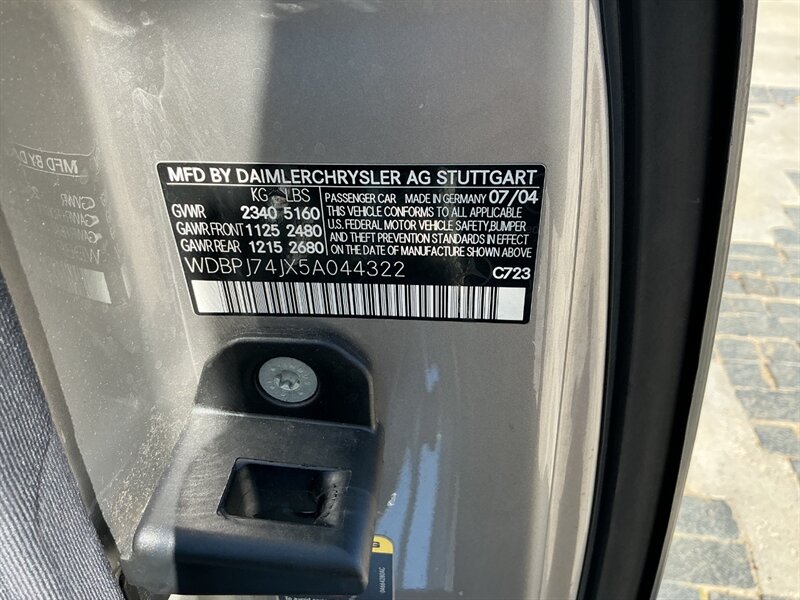 MFD BY DAIMLERCHRYSLER AG STUTTGART
KG LBS
GVWR 2340 5160
GAWR.FRONT 1125 2480
GAWR.REAR 1215 2680
PASSENGER CAR MADE IN GERMANY 07/04
THIS VEHICLE CONFORMS TO ALL APPLICABLE
U.S. FEDERAL MOTOR VEHICLE SAFETY,BUMPER
AND THEFT PREVENTION STANDARDS IN EFFECT
ON THE DATE OF MANUFACTURE SHOWN ABOVE
WDBPJ74JX5A044322
C723
MFD BY D